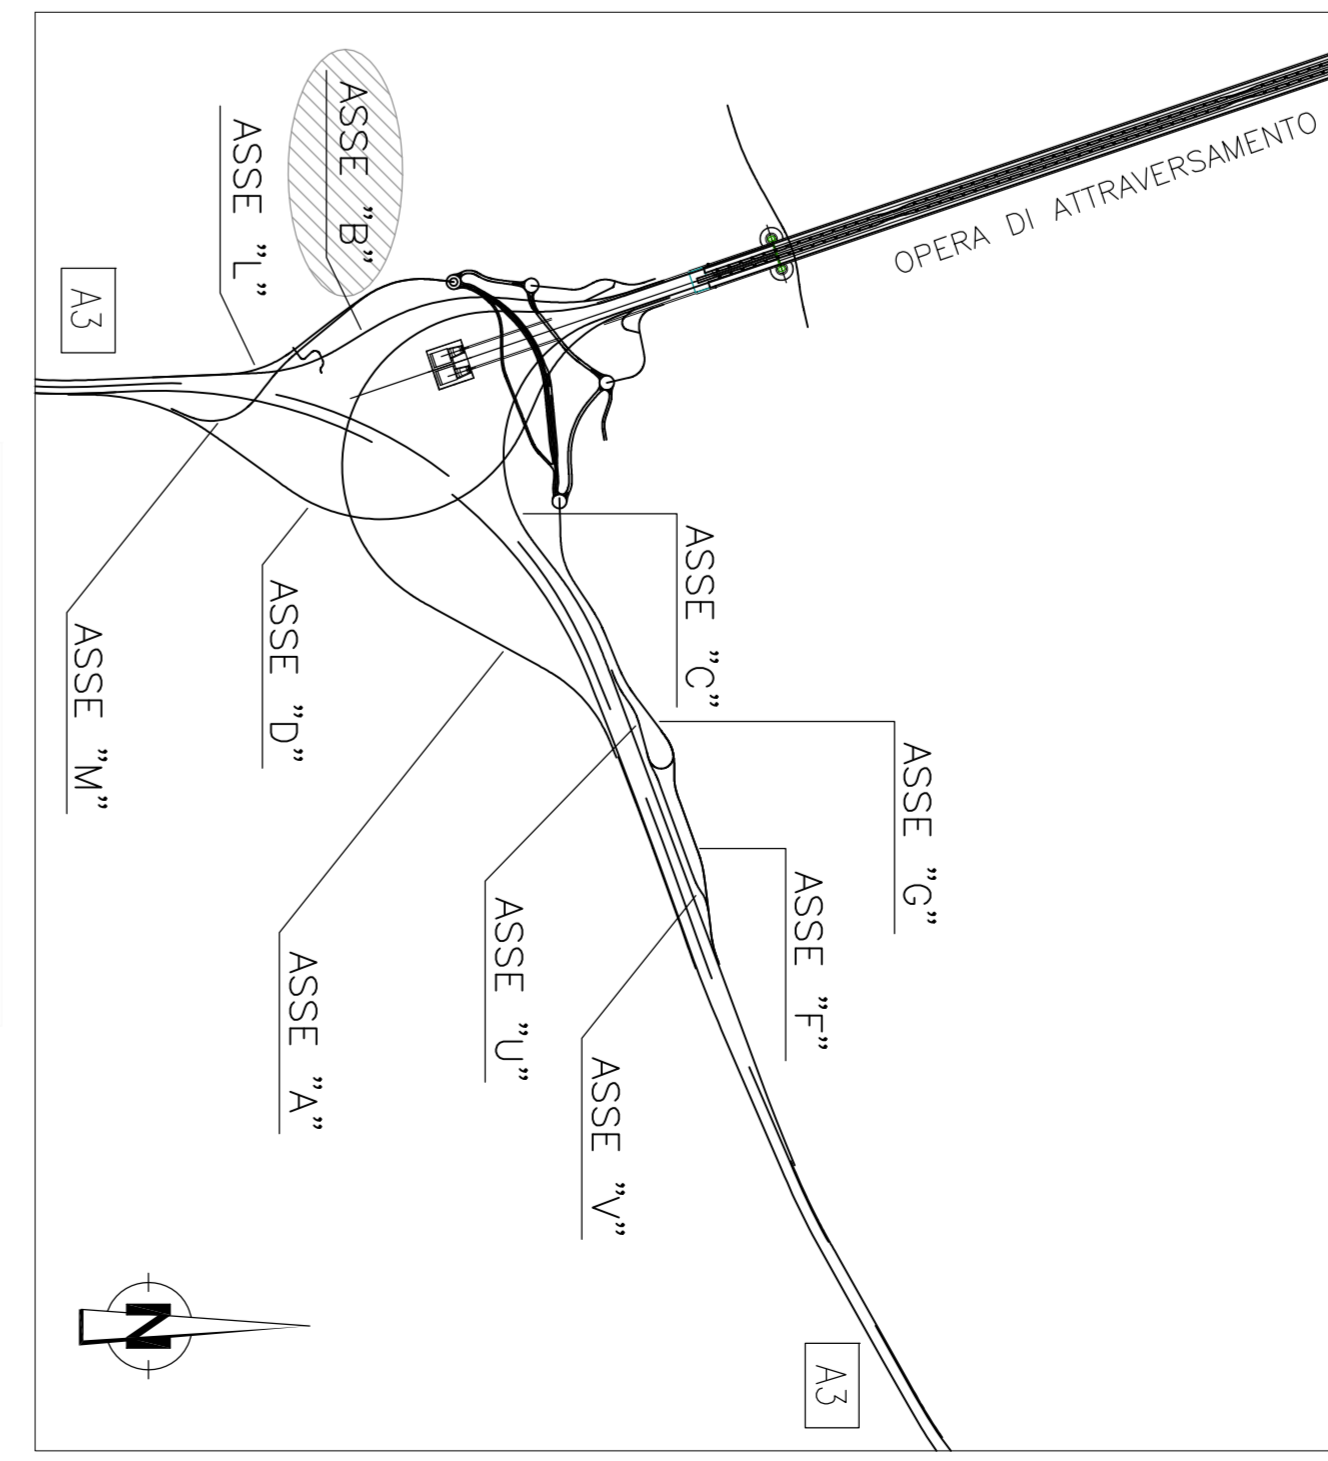 OPERA DI ATTRAVERSAMENTO
ASSE "B"
ASSE "L"
A3
ASSE "C"
ASSE "D"
ASSE "M"
ASSE "G"
ASSE "F"
ASSE "U"
ASSE "A"
ASSE "V"
N
A3